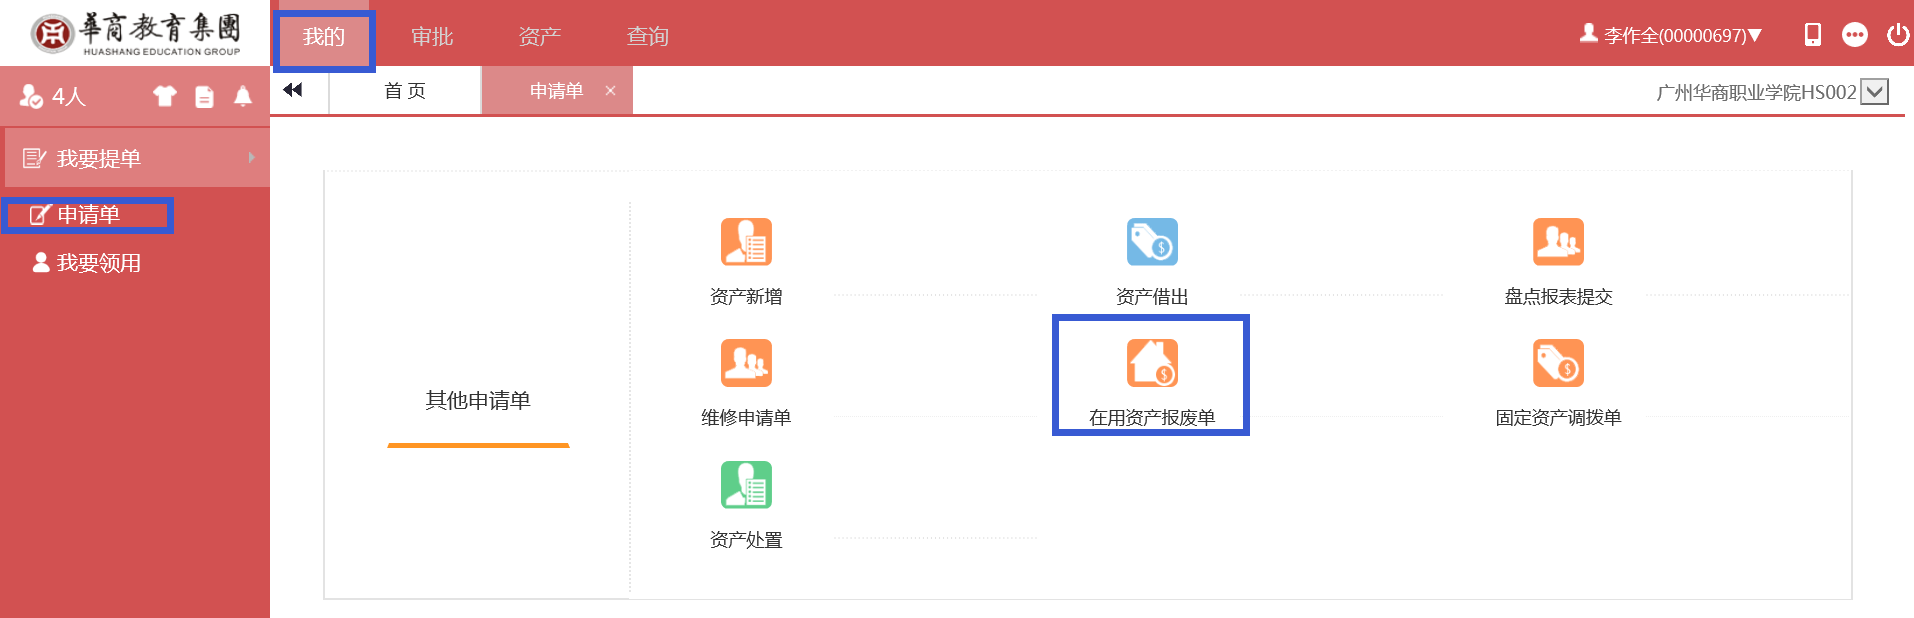 華商教育集團
HUASHANG EDUCATION GROUP
我的
审批
资产
查询
李作全(00000697)▼
4人
首 页
申请单 ×
广州华商职业学院HS002
我要提单
申请单
我要领用
其他申请单
资产新增
资产借出
盘点报表提交
维修申请单
在用资产报废单
固定资产调拨单
资产处置